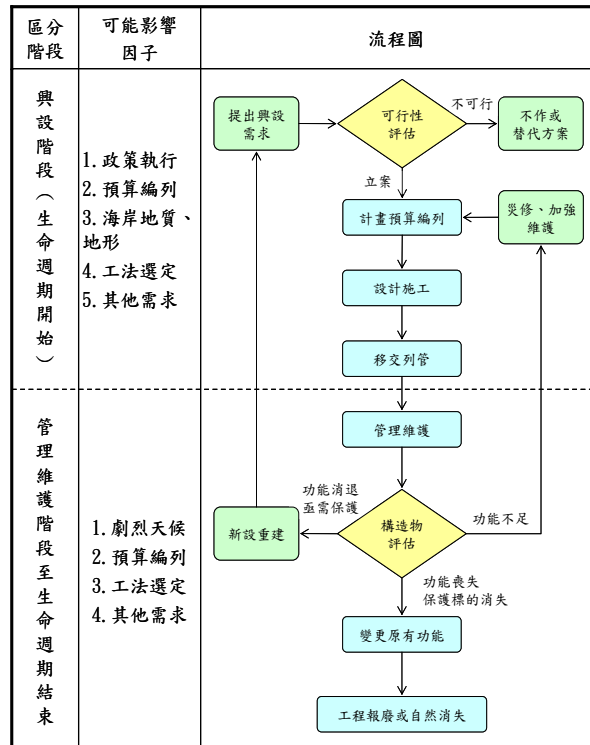 區分
階段
可能影響
因子
流程圖
興設階段（生命週期開始）
1. 政策執行
2. 預算編列
3. 海岸地質、
地形
4. 工法選定
5. 其他需求
提出興設
需求
可行性
評估
不可行
不作或
替代方案
立案
計畫預算編列
災修、加強
維護
設計施工
移交列管
管理維護階段至生命週期結束
1. 劇烈天候
2. 預算編列
3. 工法選定
4. 其他需求
管理維護
功能消退
亟需保護
新設重建
構造物
評估
功能不足
功能喪失
保護標的消失
變更原有功能
工程報廢或自然消失